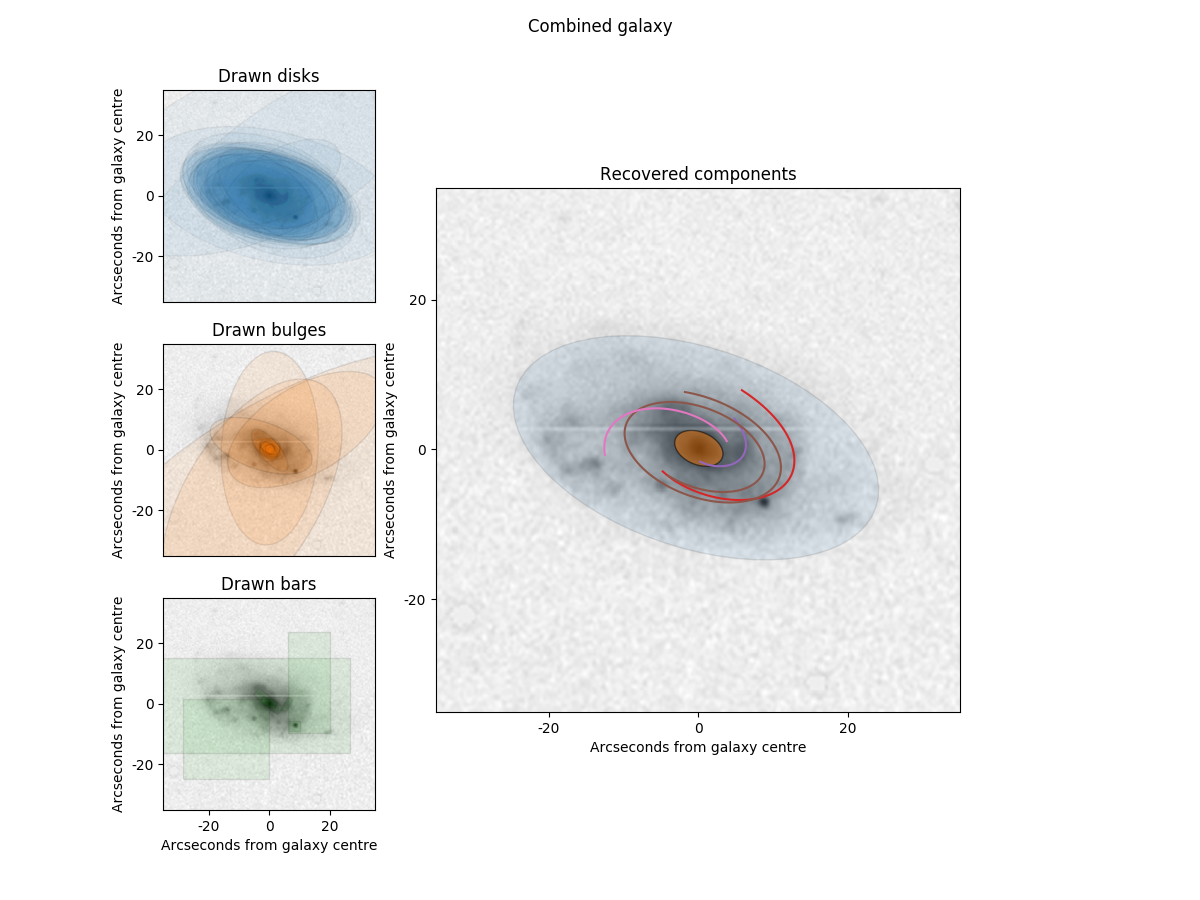 Combined galaxy
Drawn disks
Arcseconds from galaxy centre
20
0
-20
Drawn bulges
Arcseconds from galaxy centre
20
0
-20
Drawn bars
Arcseconds from galaxy centre
20
0
-20
-20 0 20
Arcseconds from galaxy centre
Recovered components
Arcseconds from galaxy centre
20
0
-20
-20 0 20
Arcseconds from galaxy centre